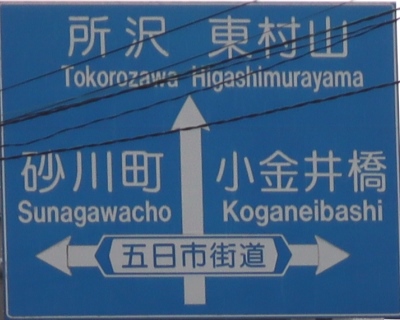 所沢 東村山
Tokorozawa Higashimurayama
砂川町 小金井橋
Sunagawacho Koganeibashi
五日市街道